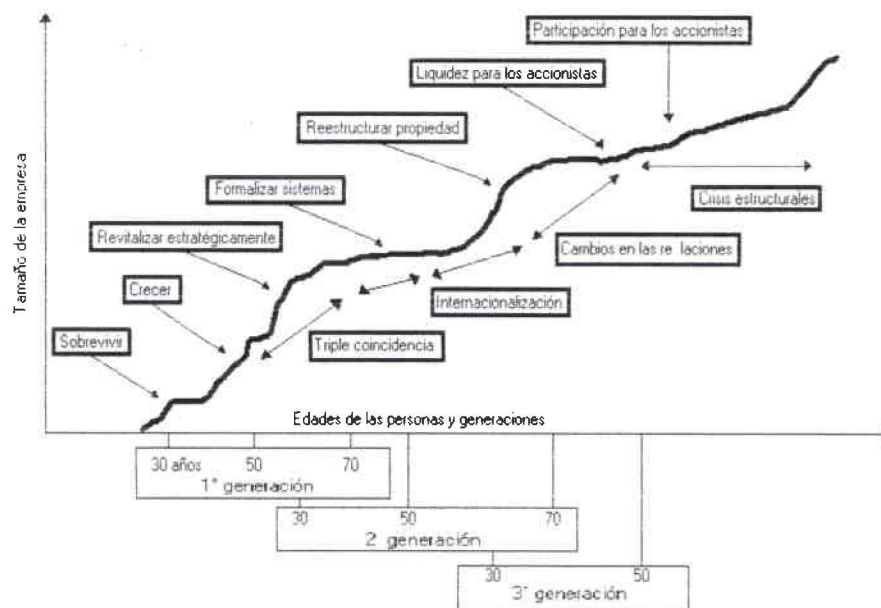 Participación para los accionistas
Liquidez para los accionistas
Reestructurar propiedad
Formalizar sistemas
Crisis estructurales
Revitalizar estratégicamente
Cambios en las re laciones
Crecer
Internacionalización
Triple coincidencia
Sobrevivir
Tamaño de la empresa
Edades de las personas y generaciones
30 años 50 70
1ª generación
30 50 70
2 generación
30 50
3ª generación